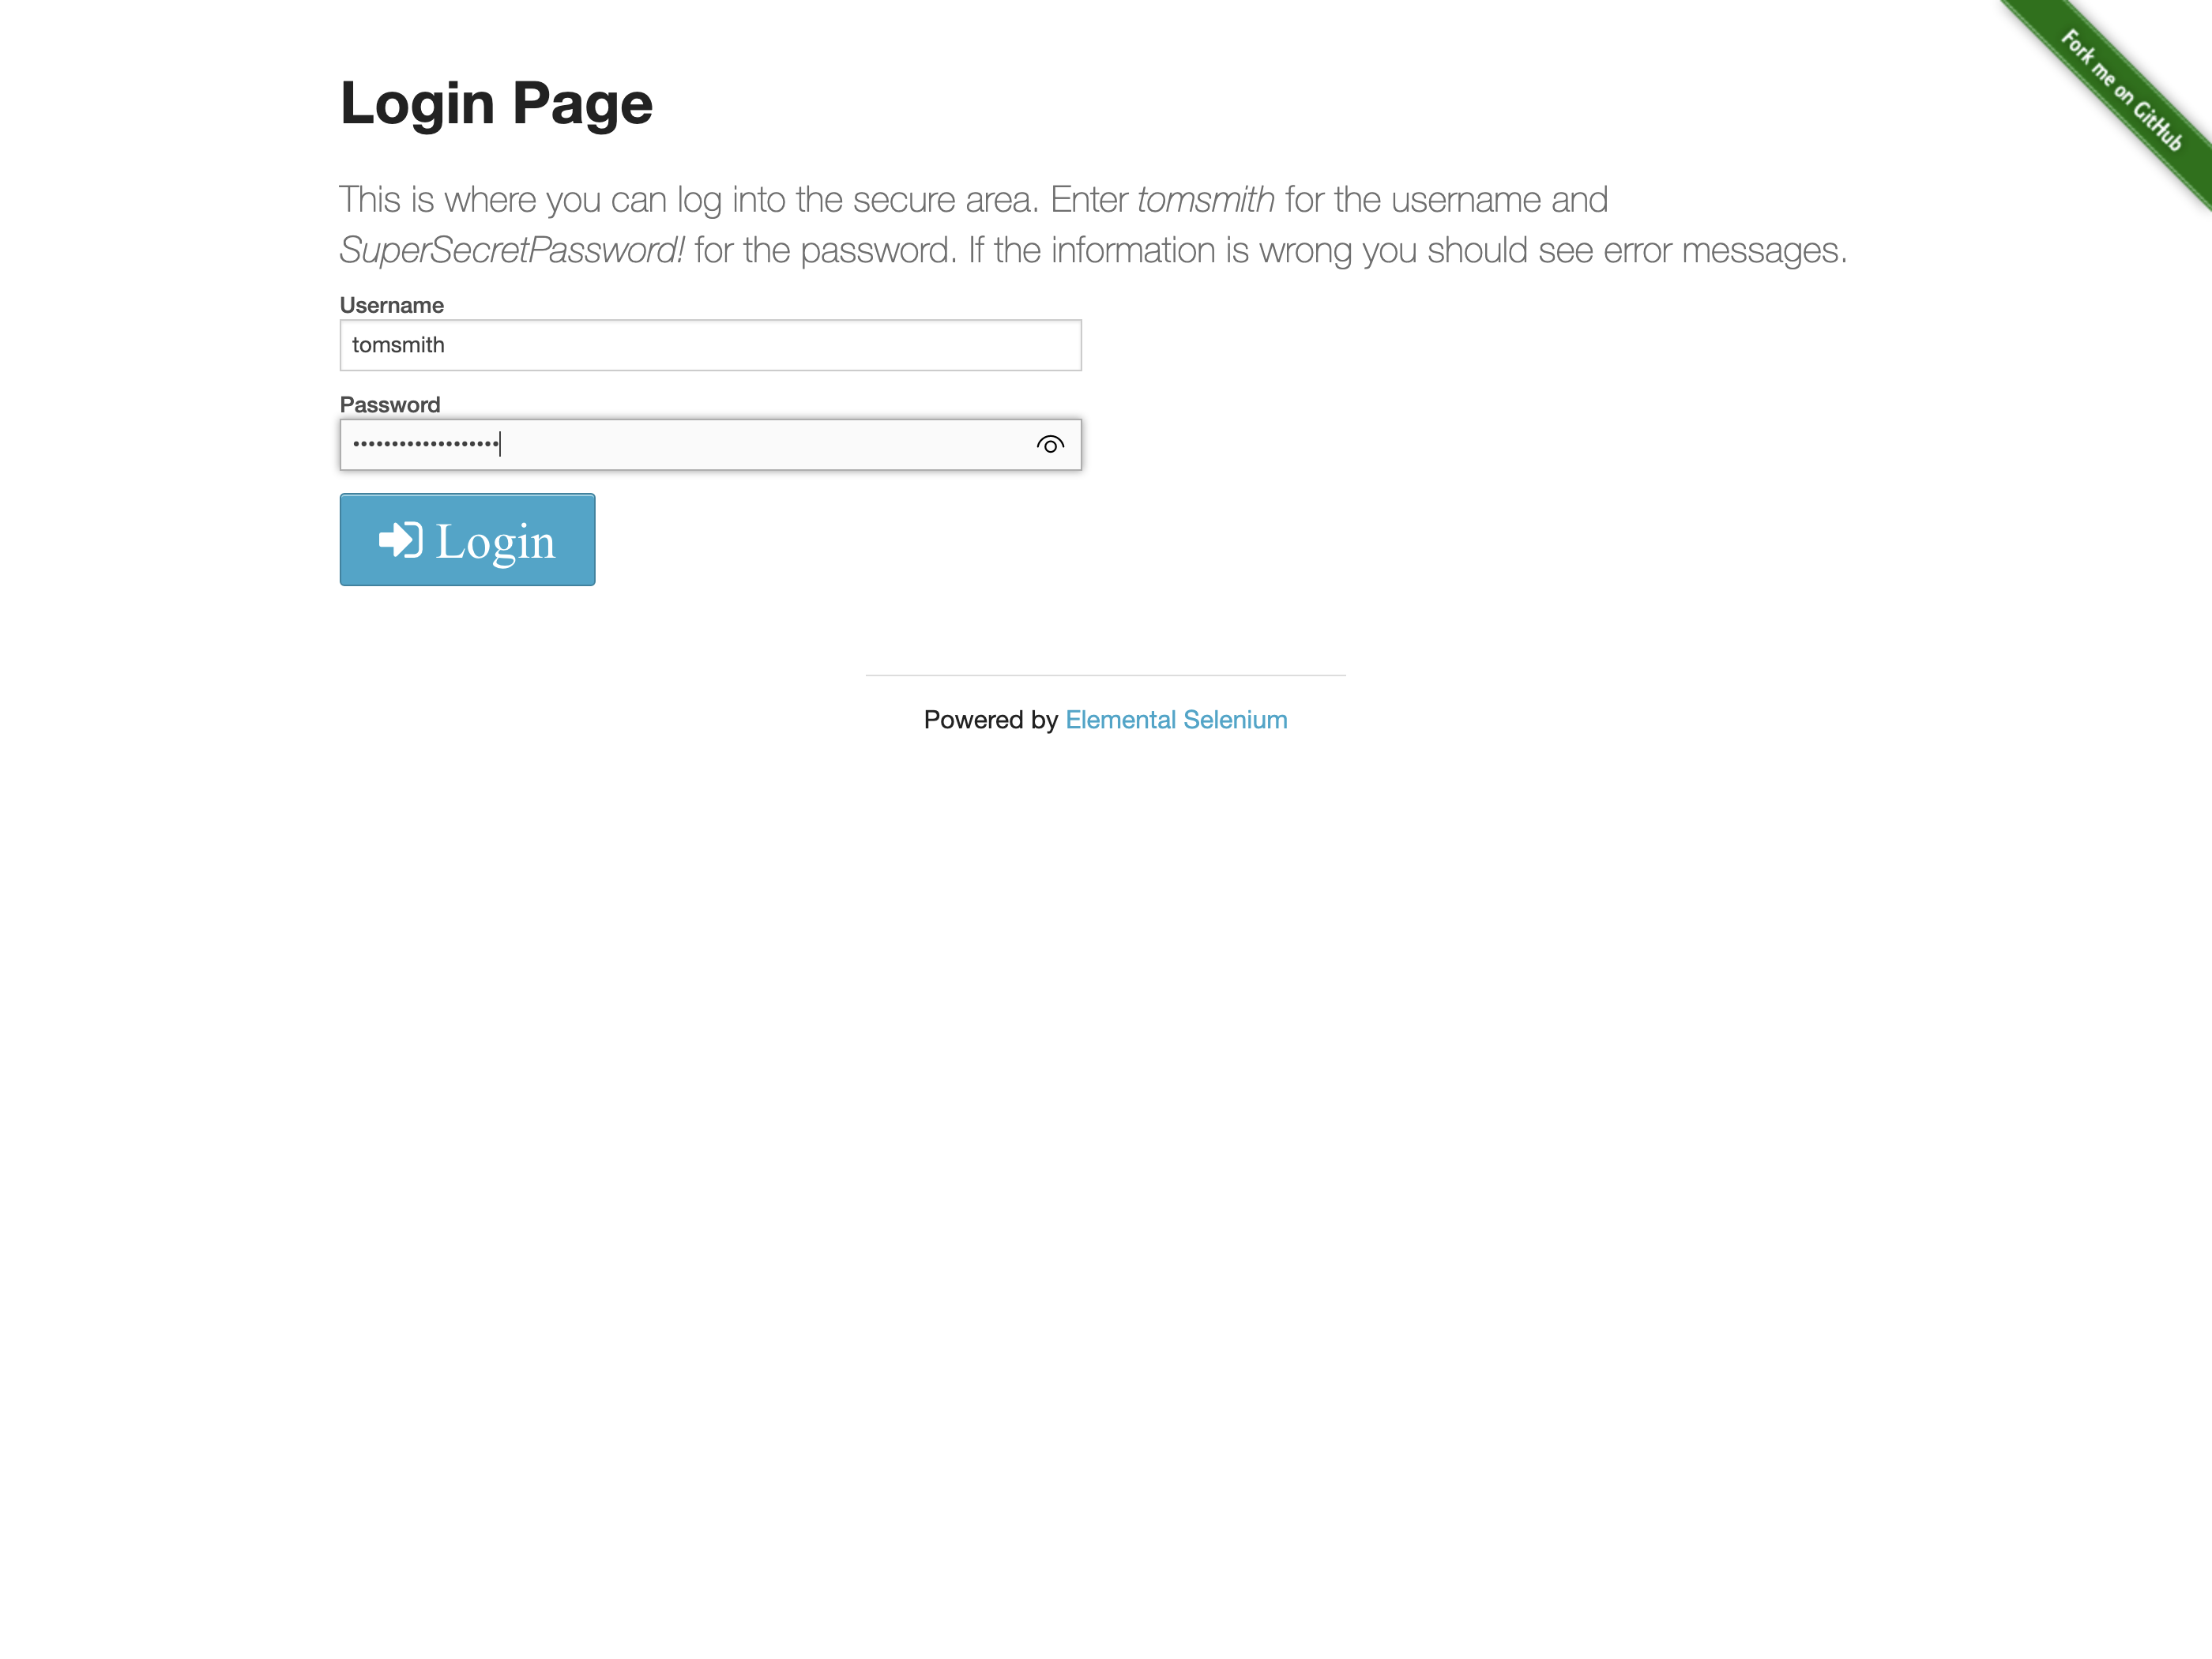 Fork me on GitHub
Login Page
This is where you can log into the secure area. Enter tomsmith for the username and
SuperSecretPassword! for the password. If the information is wrong you should see error messages.
Username
tomsmith
Password
•••••••••••••••••••
Login
Powered by Elemental Selenium